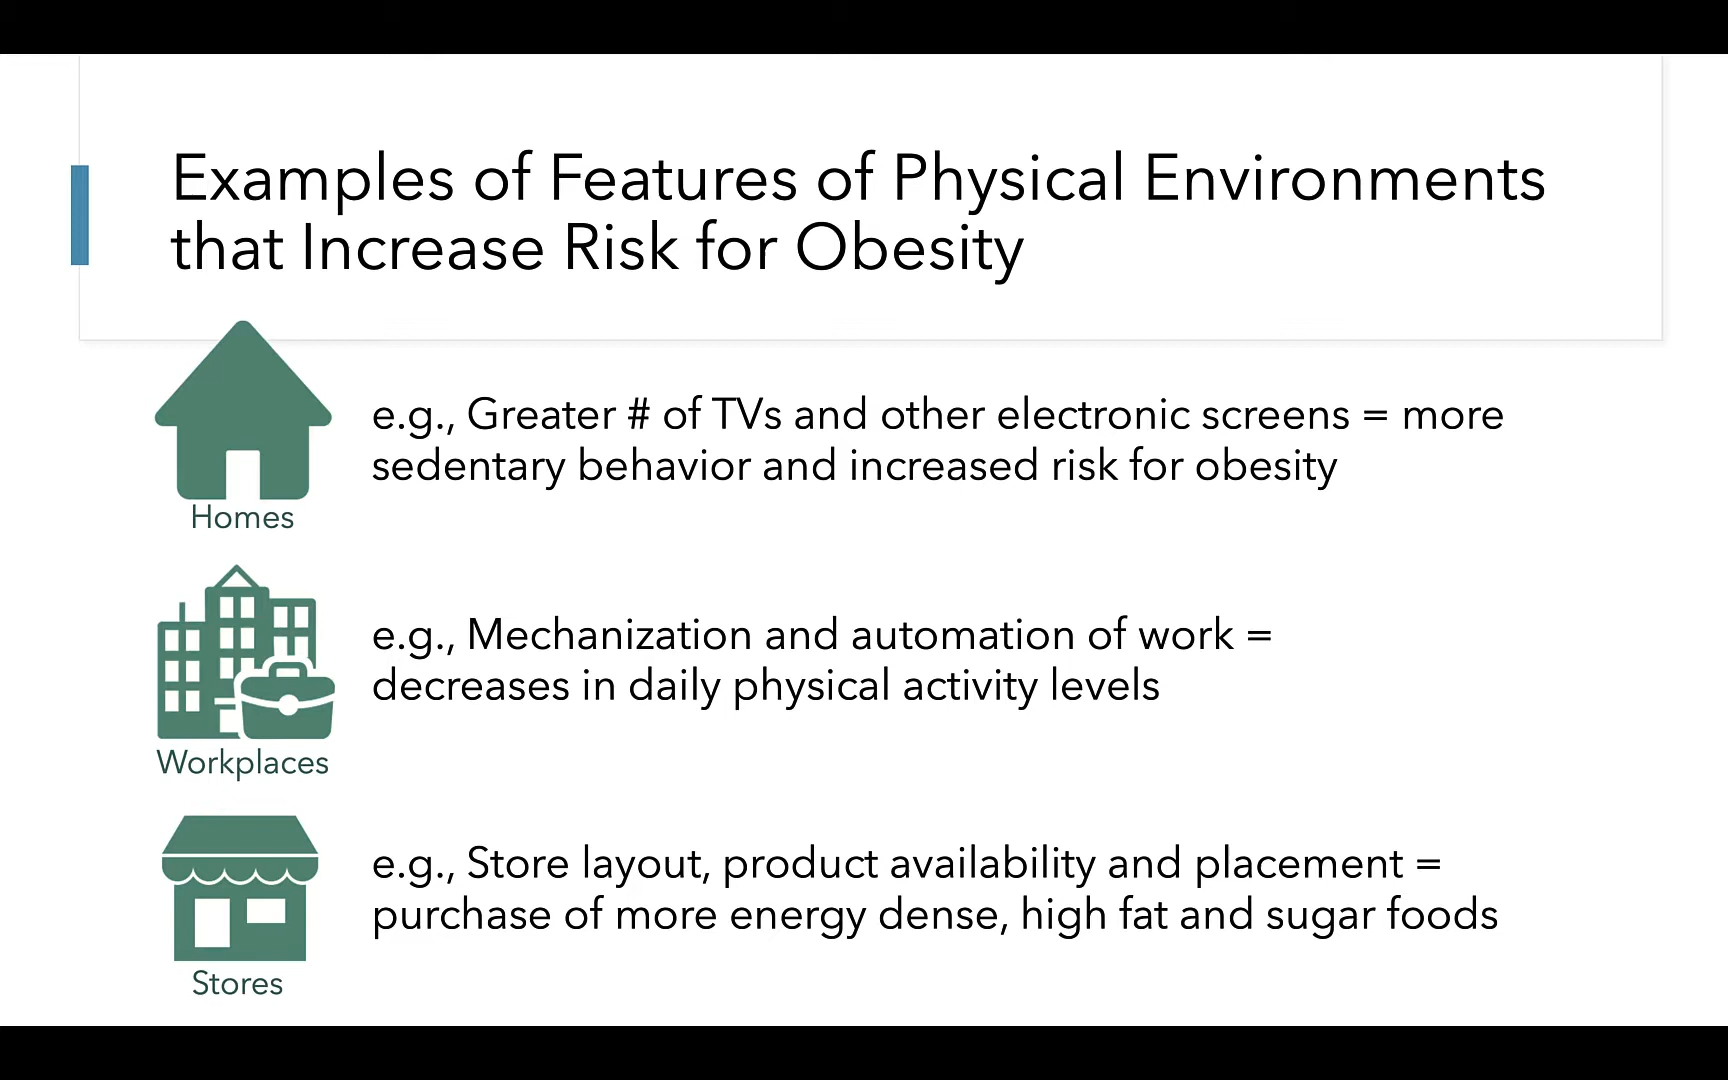 Examples of Features of Physical Environments
that Increase Risk for Obesity
e.g., Greater # of TVs and other electronic screens = more
sedentary behavior and increased risk for obesity
Homes
e.g., Mechanization and automation of work =
decreases in daily physical activity levels
Workplaces
e.g., Store layout, product availability and placement =
purchase of more energy dense, high fat and sugar foods
Stores